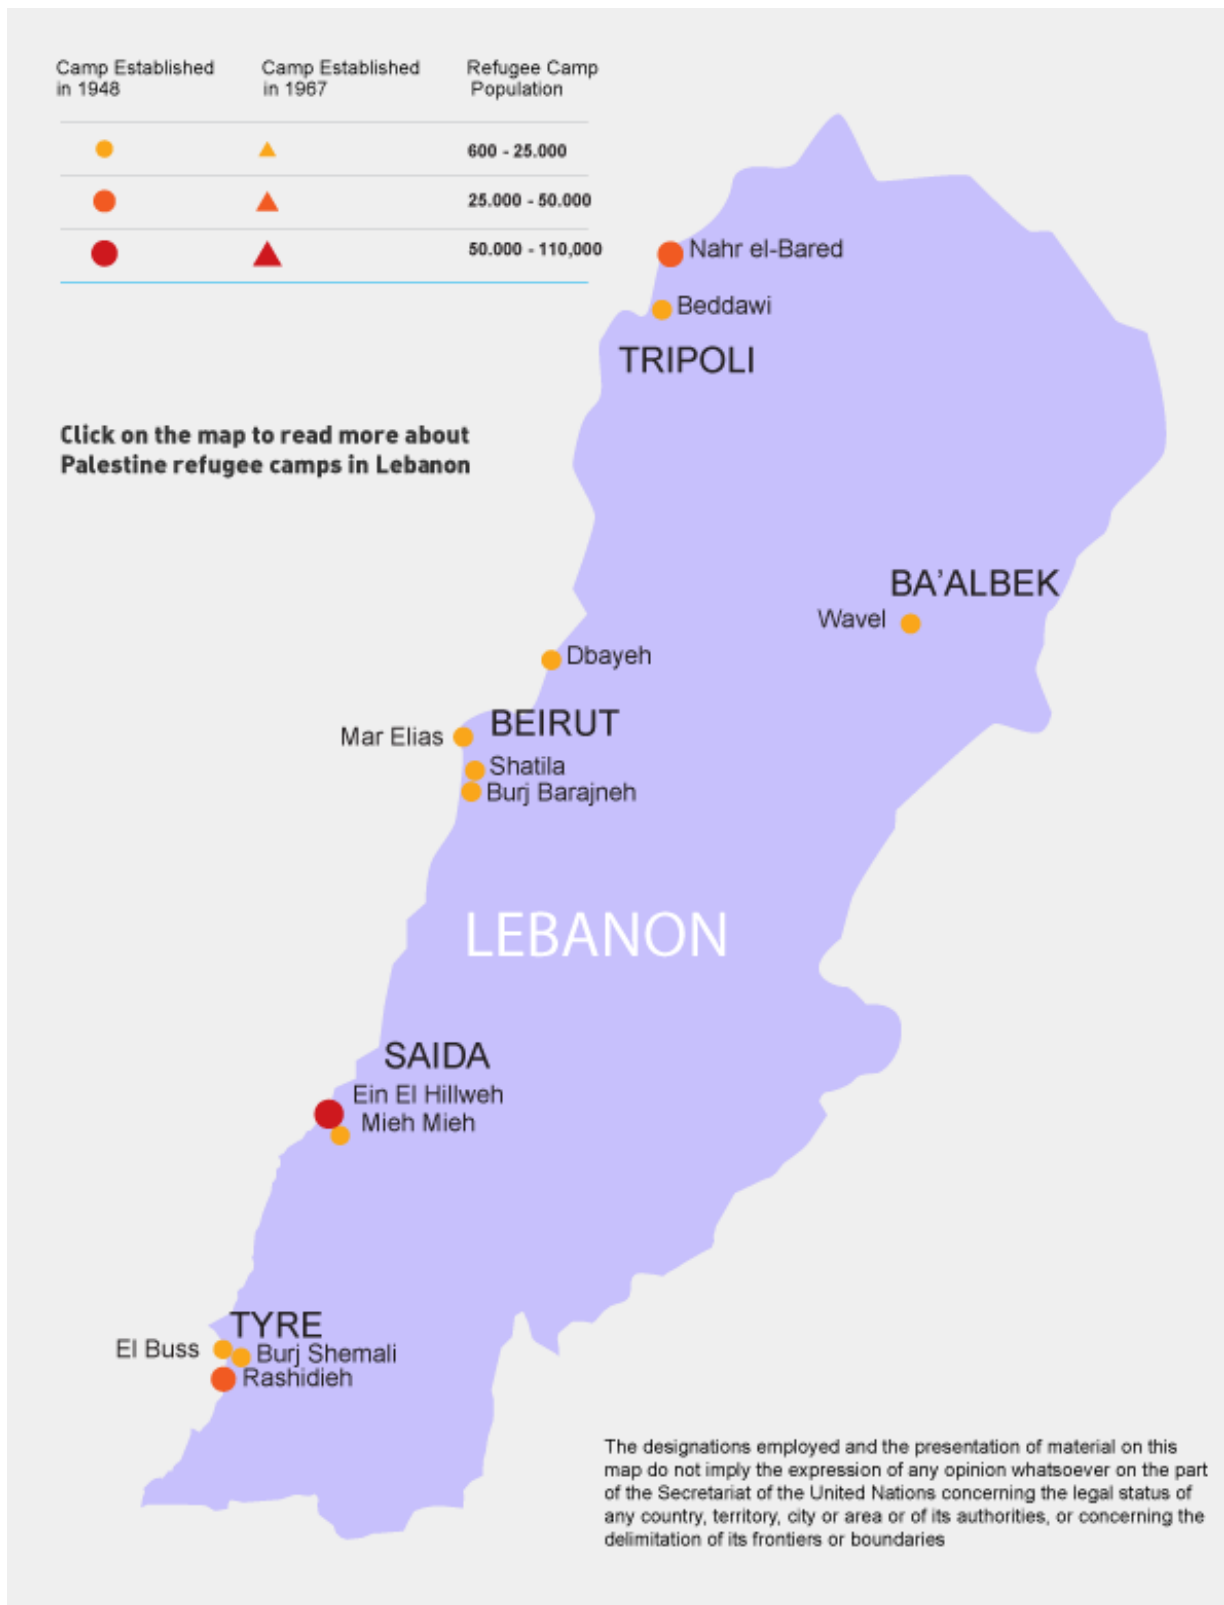 Camp Established
in 1948
Camp Established
in 1967
Refugee Camp
Population
600 - 25.000
25.000 - 50.000
50.000 - 110,000
Nahr el-Bared
Beddawi
TRIPOLI
Click on the map to read more about
Palestine refugee camps in Lebanon
BA'ALBEK
Wavel
Dbayeh
BEIRUT
Mar Elias
Shatila
Burj Barajneh
LEBANON
SAIDA
Ein El Hillweh
Mieh Mieh
TYRE
El Buss
Burj Shemali
Rashidieh
The designations employed and the presentation of material on this
map do not imply the expression of any opinion whatsoever on the part
of the Secretariat of the United Nations concerning the legal status of
any country, territory, city or area or of its authorities, or concerning the
delimitation of its frontiers or boundaries